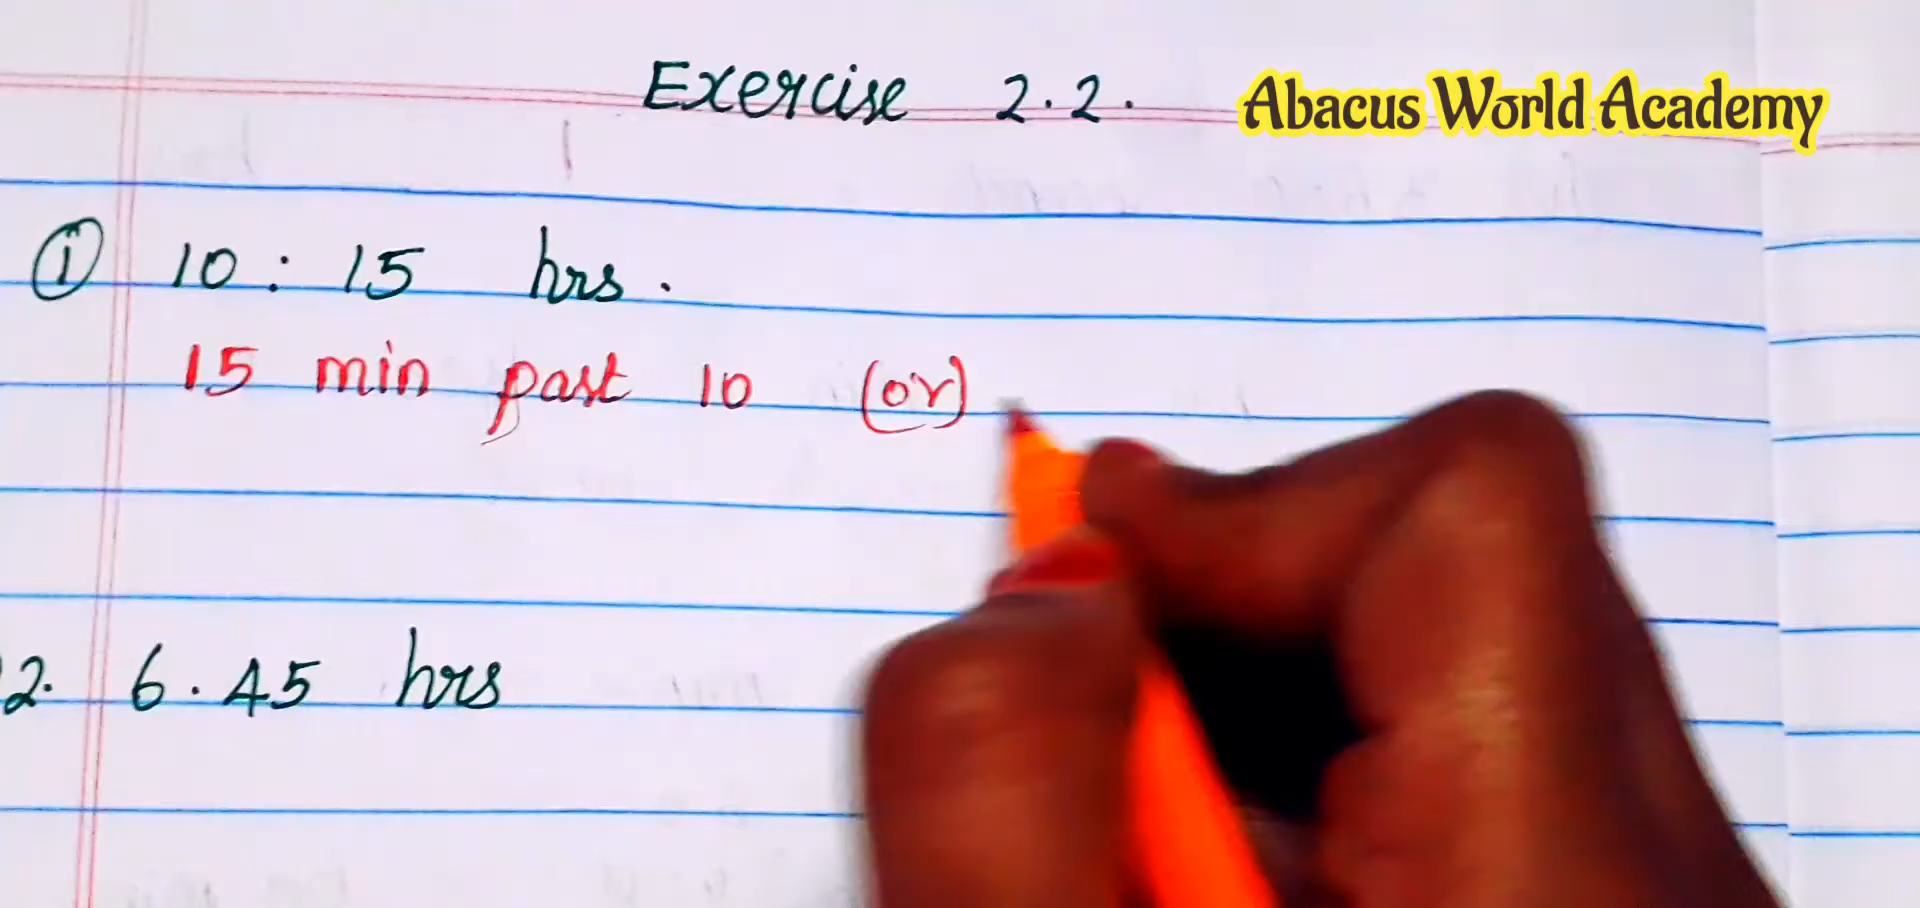 Exercise 2.2.
Abacus World Academy
① 10 : 15 hrs.
15 min past 10 (or)
2. 6.45 hrs